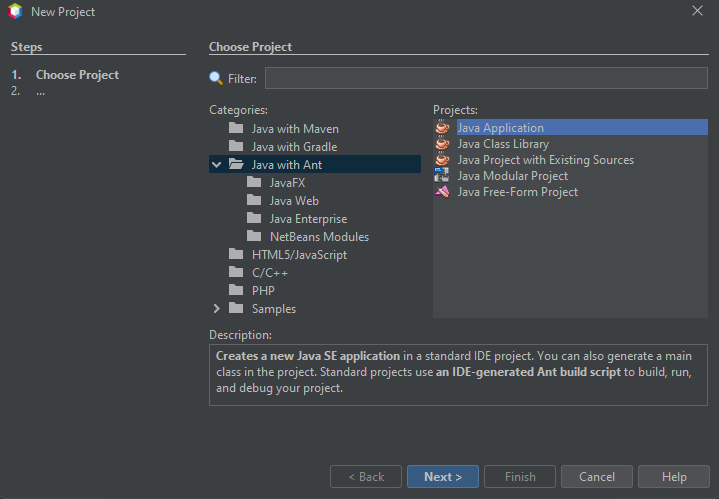 New Project
Steps
1. Choose Project
2. ...
Choose Project
Filter:
Categories:
Java with Maven
Java with Gradle
Java with Ant
JavaFX
Java Web
Java Enterprise
NetBeans Modules
HTML5/JavaScript
C/C++
PHP
Samples
Projects:
Java Application
Java Class Library
Java Project with Existing Sources
Java Modular Project
Java Free-Form Project
Description:
Creates a new Java SE application in a standard IDE project. You can also generate a main
class in the project. Standard projects use an IDE-generated Ant build script to build, run,
and debug your project.
< Back
Next >
Finish
Cancel
Help